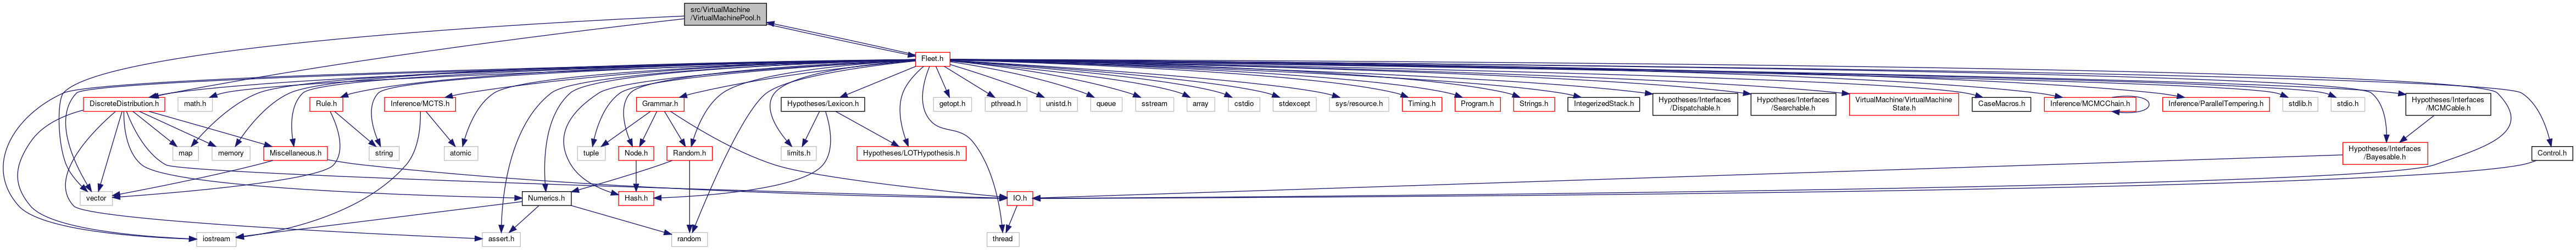 src/VirtualMachine
/VirtualMachinePool.h
Fleet.h
DiscreteDistribution.h
math.h
Rule.h
Inference/MCTS.h
Grammar.h
Hypotheses/Lexicon.h
getopt.h
pthread.h
unistd.h
queue
sstream
array
cstdio
stdexcept
sys/resource.h
Timing.h
Program.h
Strings.h
IntegerizedStack.h
Hypotheses/Interfaces
/Dispatchable.h
Hypotheses/Interfaces
/Searchable.h
VirtualMachine/VirtualMachine
State.h
CaseMacros.h
Inference/MCMCChain.h
Inference/ParallelTempering.h
stdlib.h
stdio.h
Hypotheses/Interfaces
/MCMCable.h
map
memory
Miscellaneous.h
string
atomic
tuple
Node.h
Random.h
limits.h
Hypotheses/LOTHypothesis.h
Hypotheses/Interfaces
/Bayesable.h
Control.h
vector
Numerics.h
Hash.h
IO.h
iostream
assert.h
random
thread